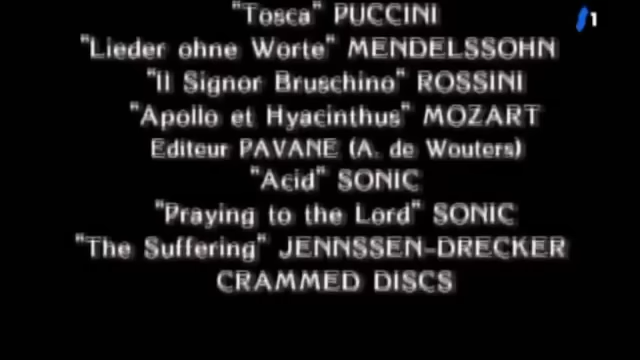 "Tosca" PUCCINI
"Lieder ohne Worte" MENDELSSOHN
"Il Signor Bruschino" ROSSINI
"Apollo et Hyacinthus" MOZART
Editeur PAVANE (A. de Wouters)
"Acid" SONIC
"Praying to the Lord" SONIC
"The Suffering" JENNSSEN-DRECKER
CRAMMED DISCS
1